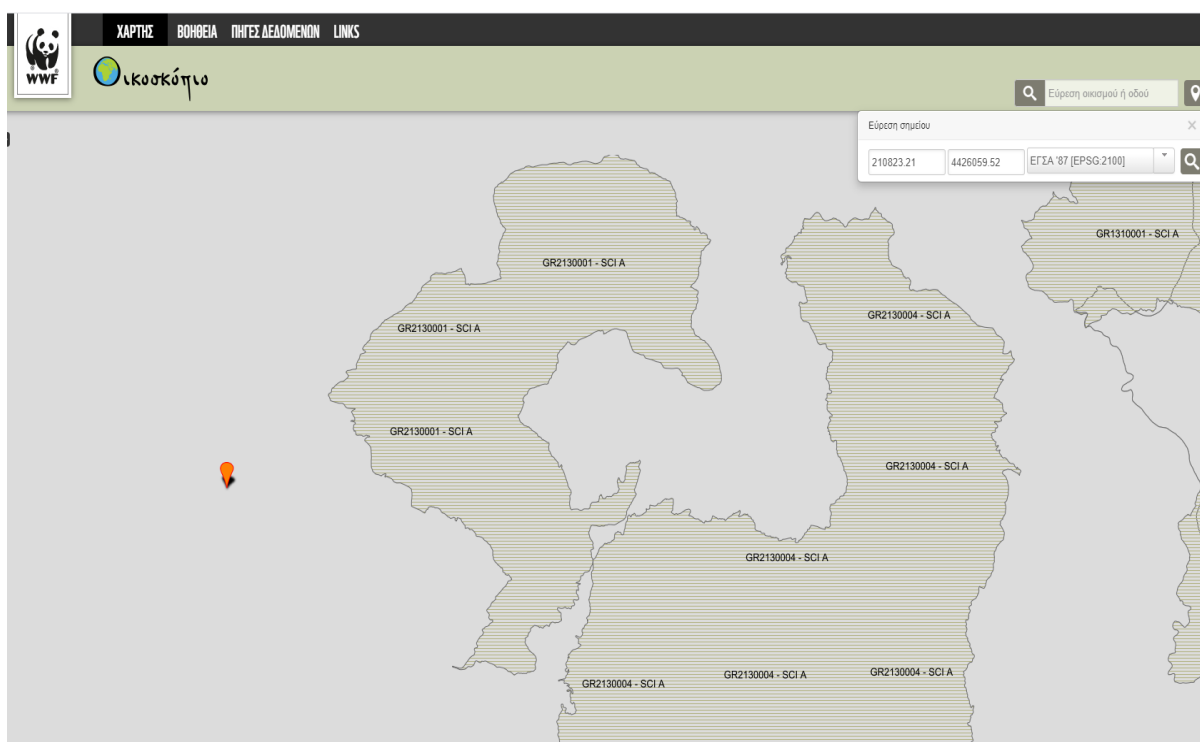 ΧΑΡΤΗΣ ΒΟΗΘΕΙΑ ΠΗΓΕΣ ΔΕΔΟΜΕΝΩΝ LINKS
WWF
Οικοσκόπιο
Εύρεση οικισμού ή οδού
Εύρεση σημείου
210823.21 4426059.52 ΕΓΣΑ '87 [EPSG:2100]
GR1310001 - SCI A
GR2130001 - SCI A
GR2130004 - SCI A
GR2130001 - SCI A
GR2130001 - SCI A
GR2130004 - SCI A
GR2130004 - SCI A
GR2130004 - SCI A
GR2130004 - SCI A
GR2130004 - SCI A